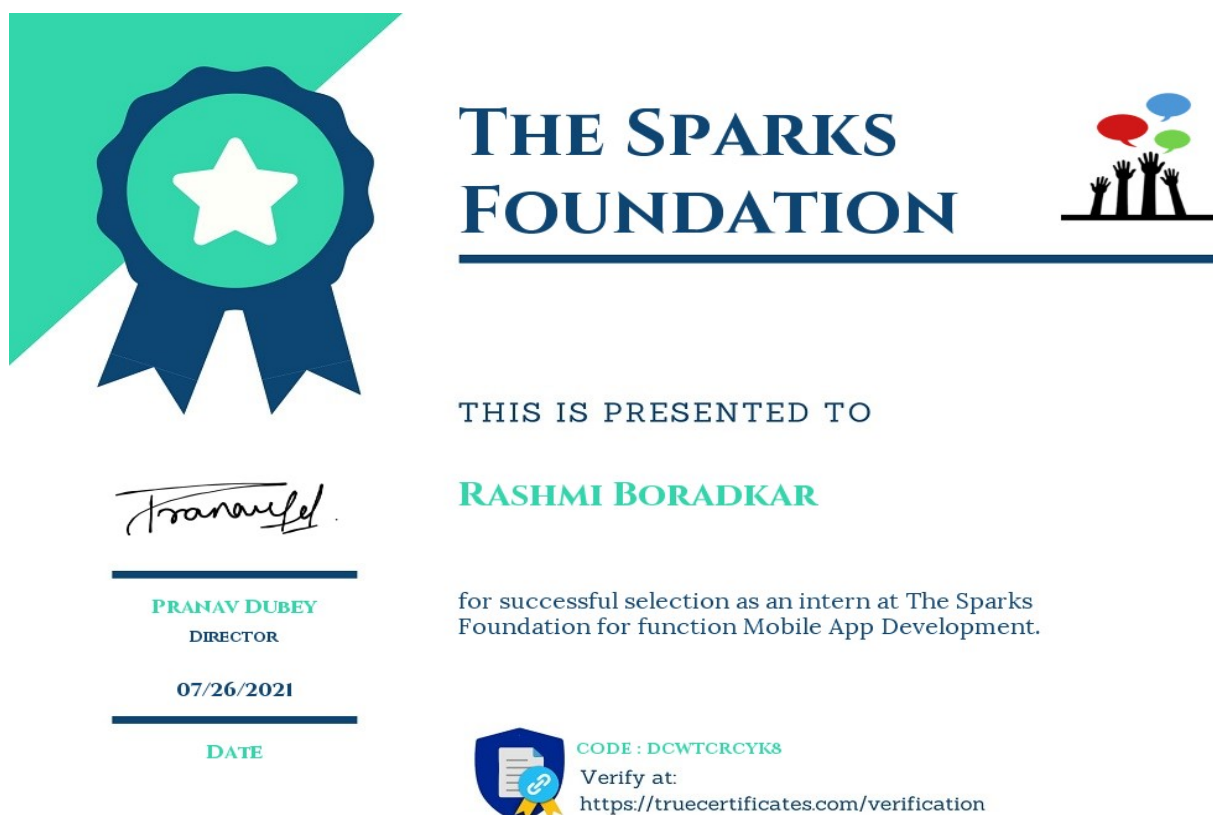 THE SPARKS
FOUNDATION
THIS IS PRESENTED TO
RASHMI BORADKAR
for successful selection as an intern at The Sparks
Foundation for function Mobile App Development.
PRANAV DUBEY
DIRECTOR
07/26/2021
DATE
CODE : DCWTCRCYK8
Verify at:
https://truecertificates.com/verification